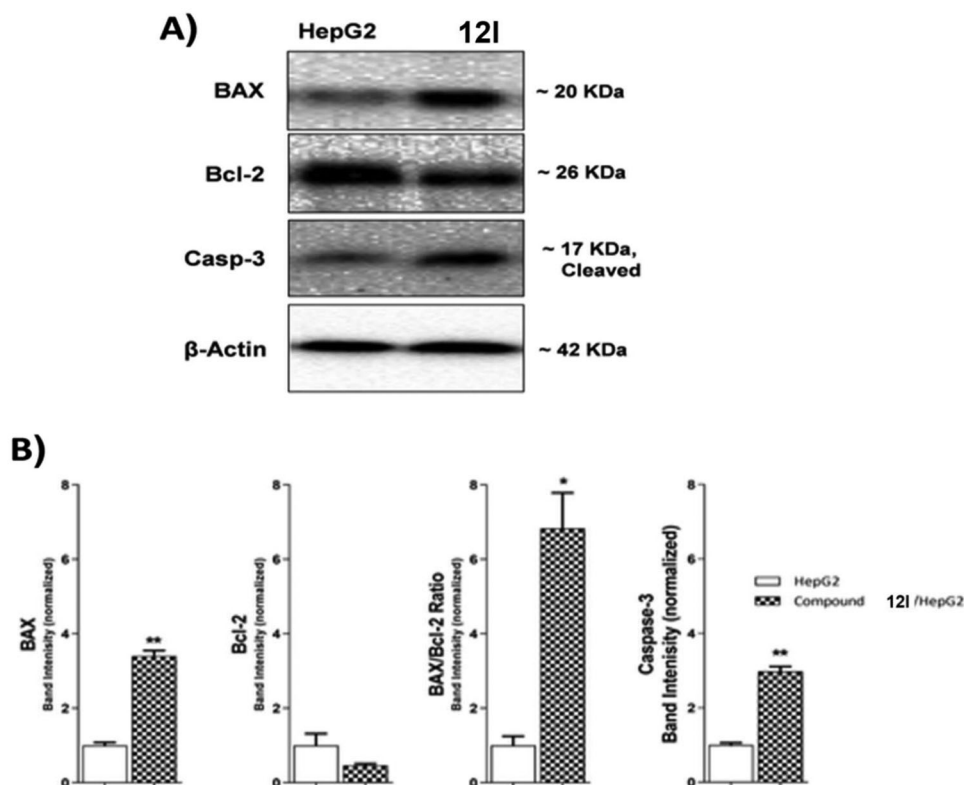 A)
HepG2 12l
BAX ~ 20 KDa
Bcl-2 ~ 26 KDa
Casp-3 ~ 17 KDa,
Cleaved
β-Actin ~ 42 KDa
B)
BAX
Band Intenisity (normalized)
8
6
4
2
0
**
Bcl-2
Band Intenisity (normalized)
8
6
4
2
0
BAX/Bcl-2 Ratio
Band Intenisity (normalized)
8
6
4
2
0
*
Caspase-3
Band Intenisity (normalized)
8
6
4
2
0
**
HepG2
Compound 12l/HepG2